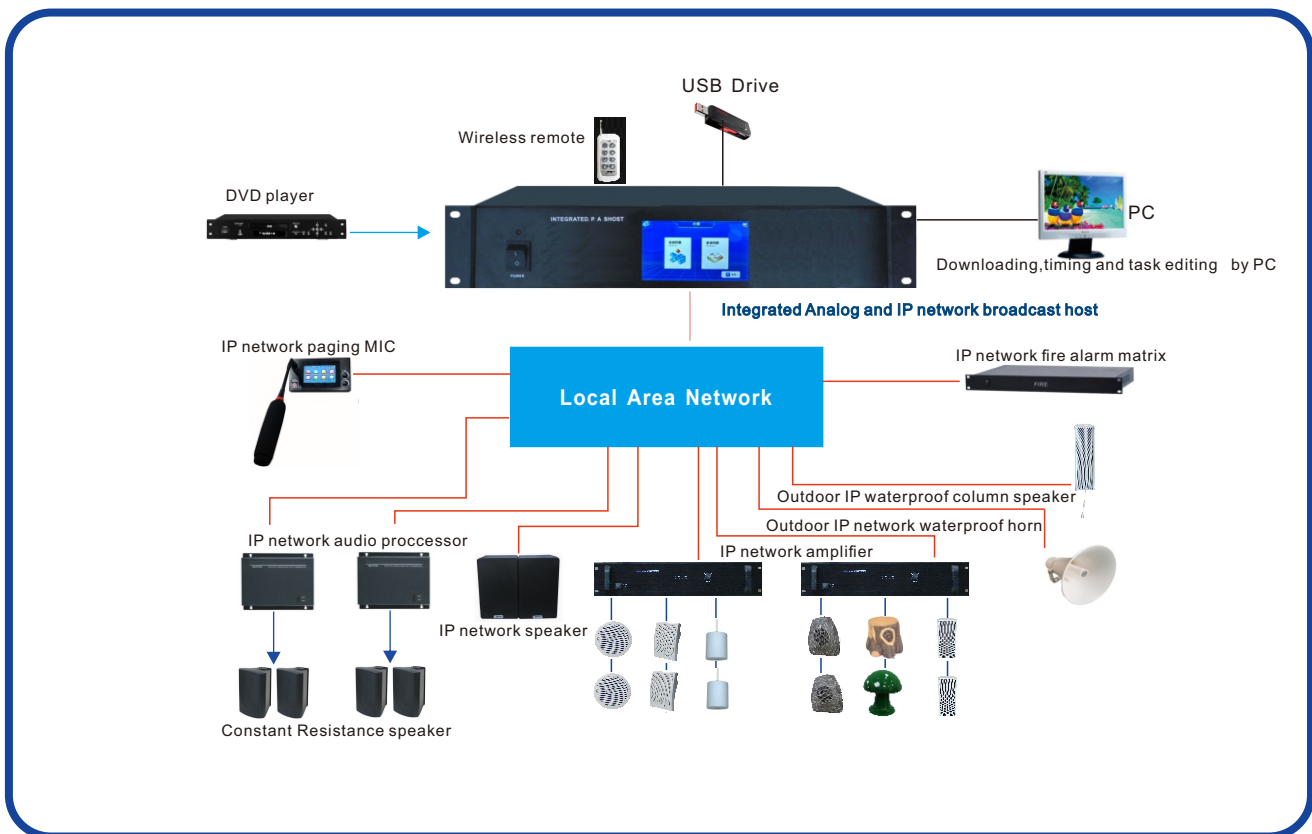 USB Drive
Wireless remote
DVD player
INTEGRATED P. A SHOST
POWER
PC
Downloading,timing and task editing by PC
Integrated Analog and IP network broadcast host
IP network paging MIC
IP network fire alarm matrix
FIRE
Local Area Network
Outdoor IP waterproof column speaker
Outdoor IP network waterproof horn
IP network audio proccessor
IP network amplifier
IP network speaker
Constant Resistance speaker